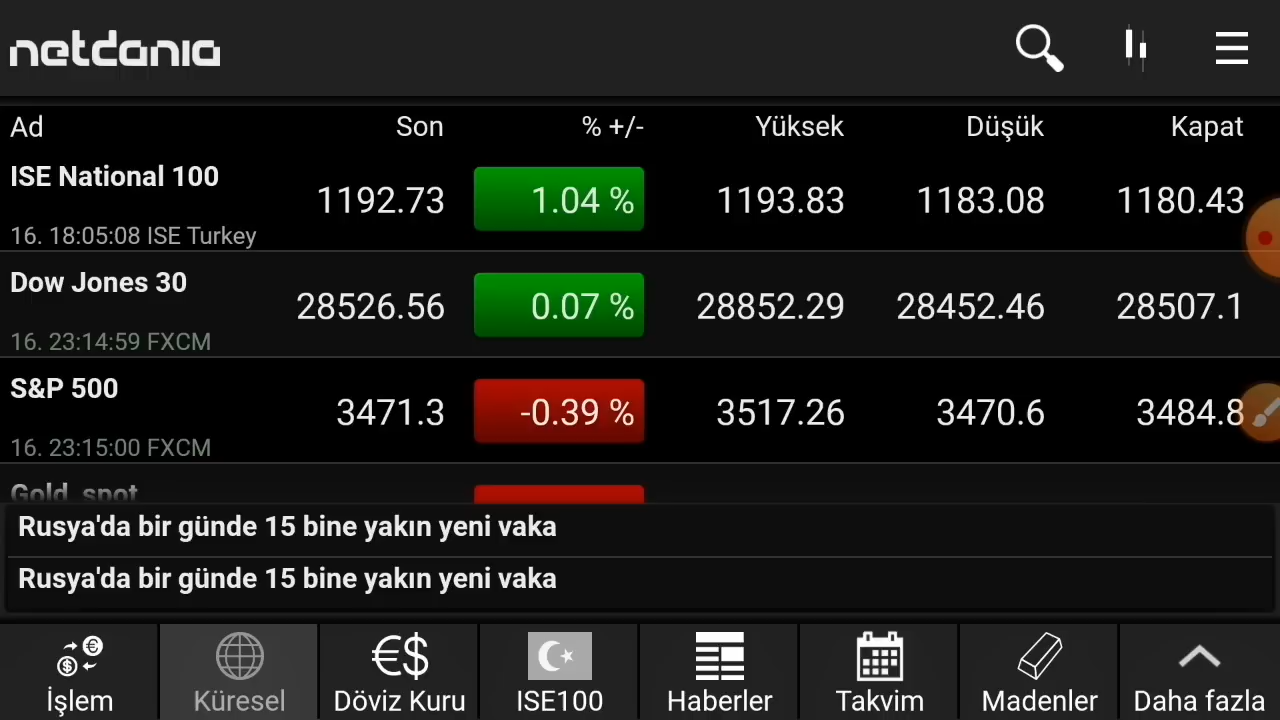 netdania
Ad Son % +/- Yüksek Düşük Kapat
ISE National 100
1192.73 1.04 % 1193.83 1183.08 1180.43
16. 18:05:08 ISE Turkey
Dow Jones 30
28526.56 0.07 % 28852.29 28452.46 28507.1
16. 23:14:59 FXCM
S&P 500
3471.3 -0.39 % 3517.26 3470.6 3484.8
16. 23:15:00 FXCM
Gold, spot
Rusya'da bir günde 15 bine yakın yeni vaka
Rusya'da bir günde 15 bine yakın yeni vaka
İşlem Küresel Döviz Kuru ISE100 Haberler Takvim Madenler Daha fazla